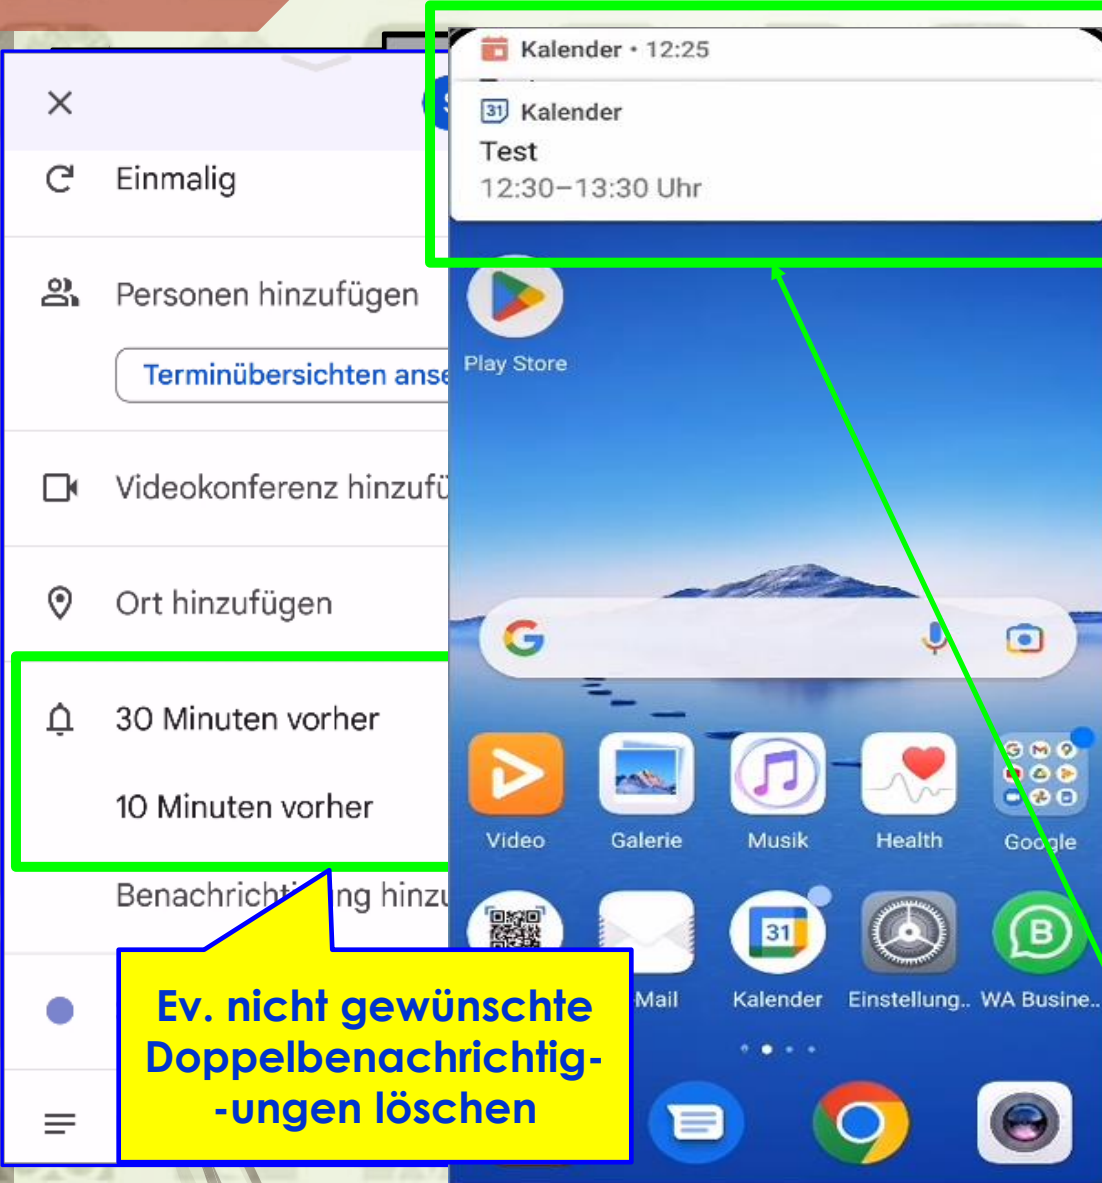 Kalender • 12:25
31 Kalender
Test
12:30–13:30 Uhr
Einmalig
Personen hinzufügen
Terminübersichten anse
Videokonferenz hinzufü
Ort hinzufügen
30 Minuten vorher
10 Minuten vorher
Benachrichti ng hinzu
Ev. nicht gewünschte
Doppelbenachrichtig-
-ungen löschen
Play Store
Video Galerie Musik Health Google
31
B
Mail Kalender Einstellung.. WA Busine..